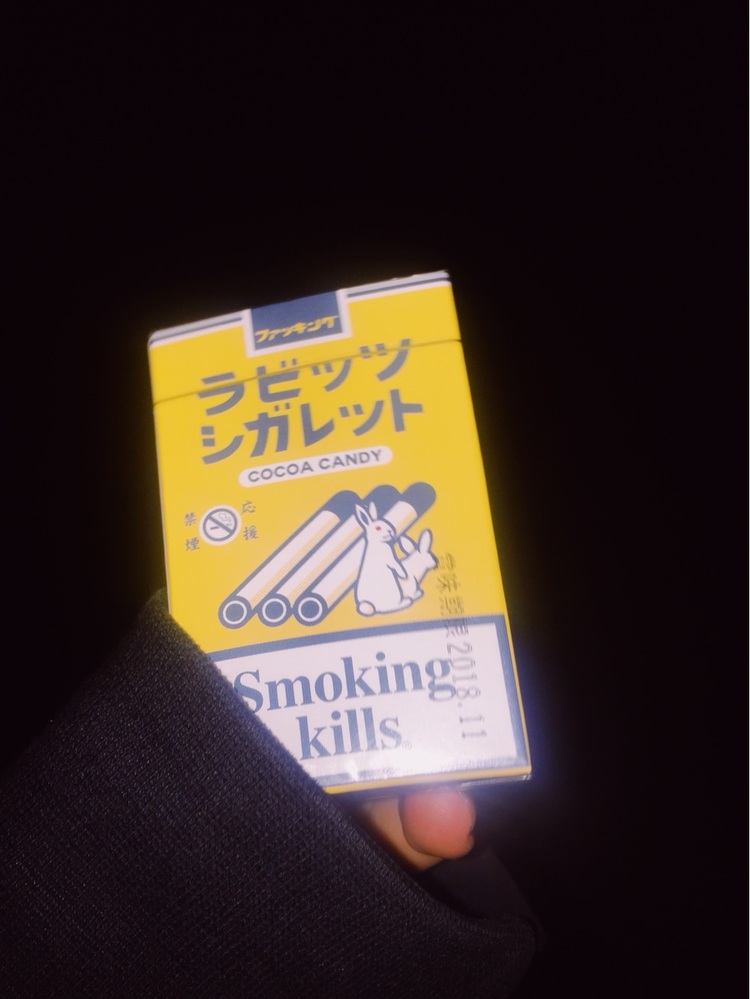 ファッキング
ラビッツ
シガレット
COCOA CANDY
禁煙
応援
Smoking
kills®
賞味期限2018.11